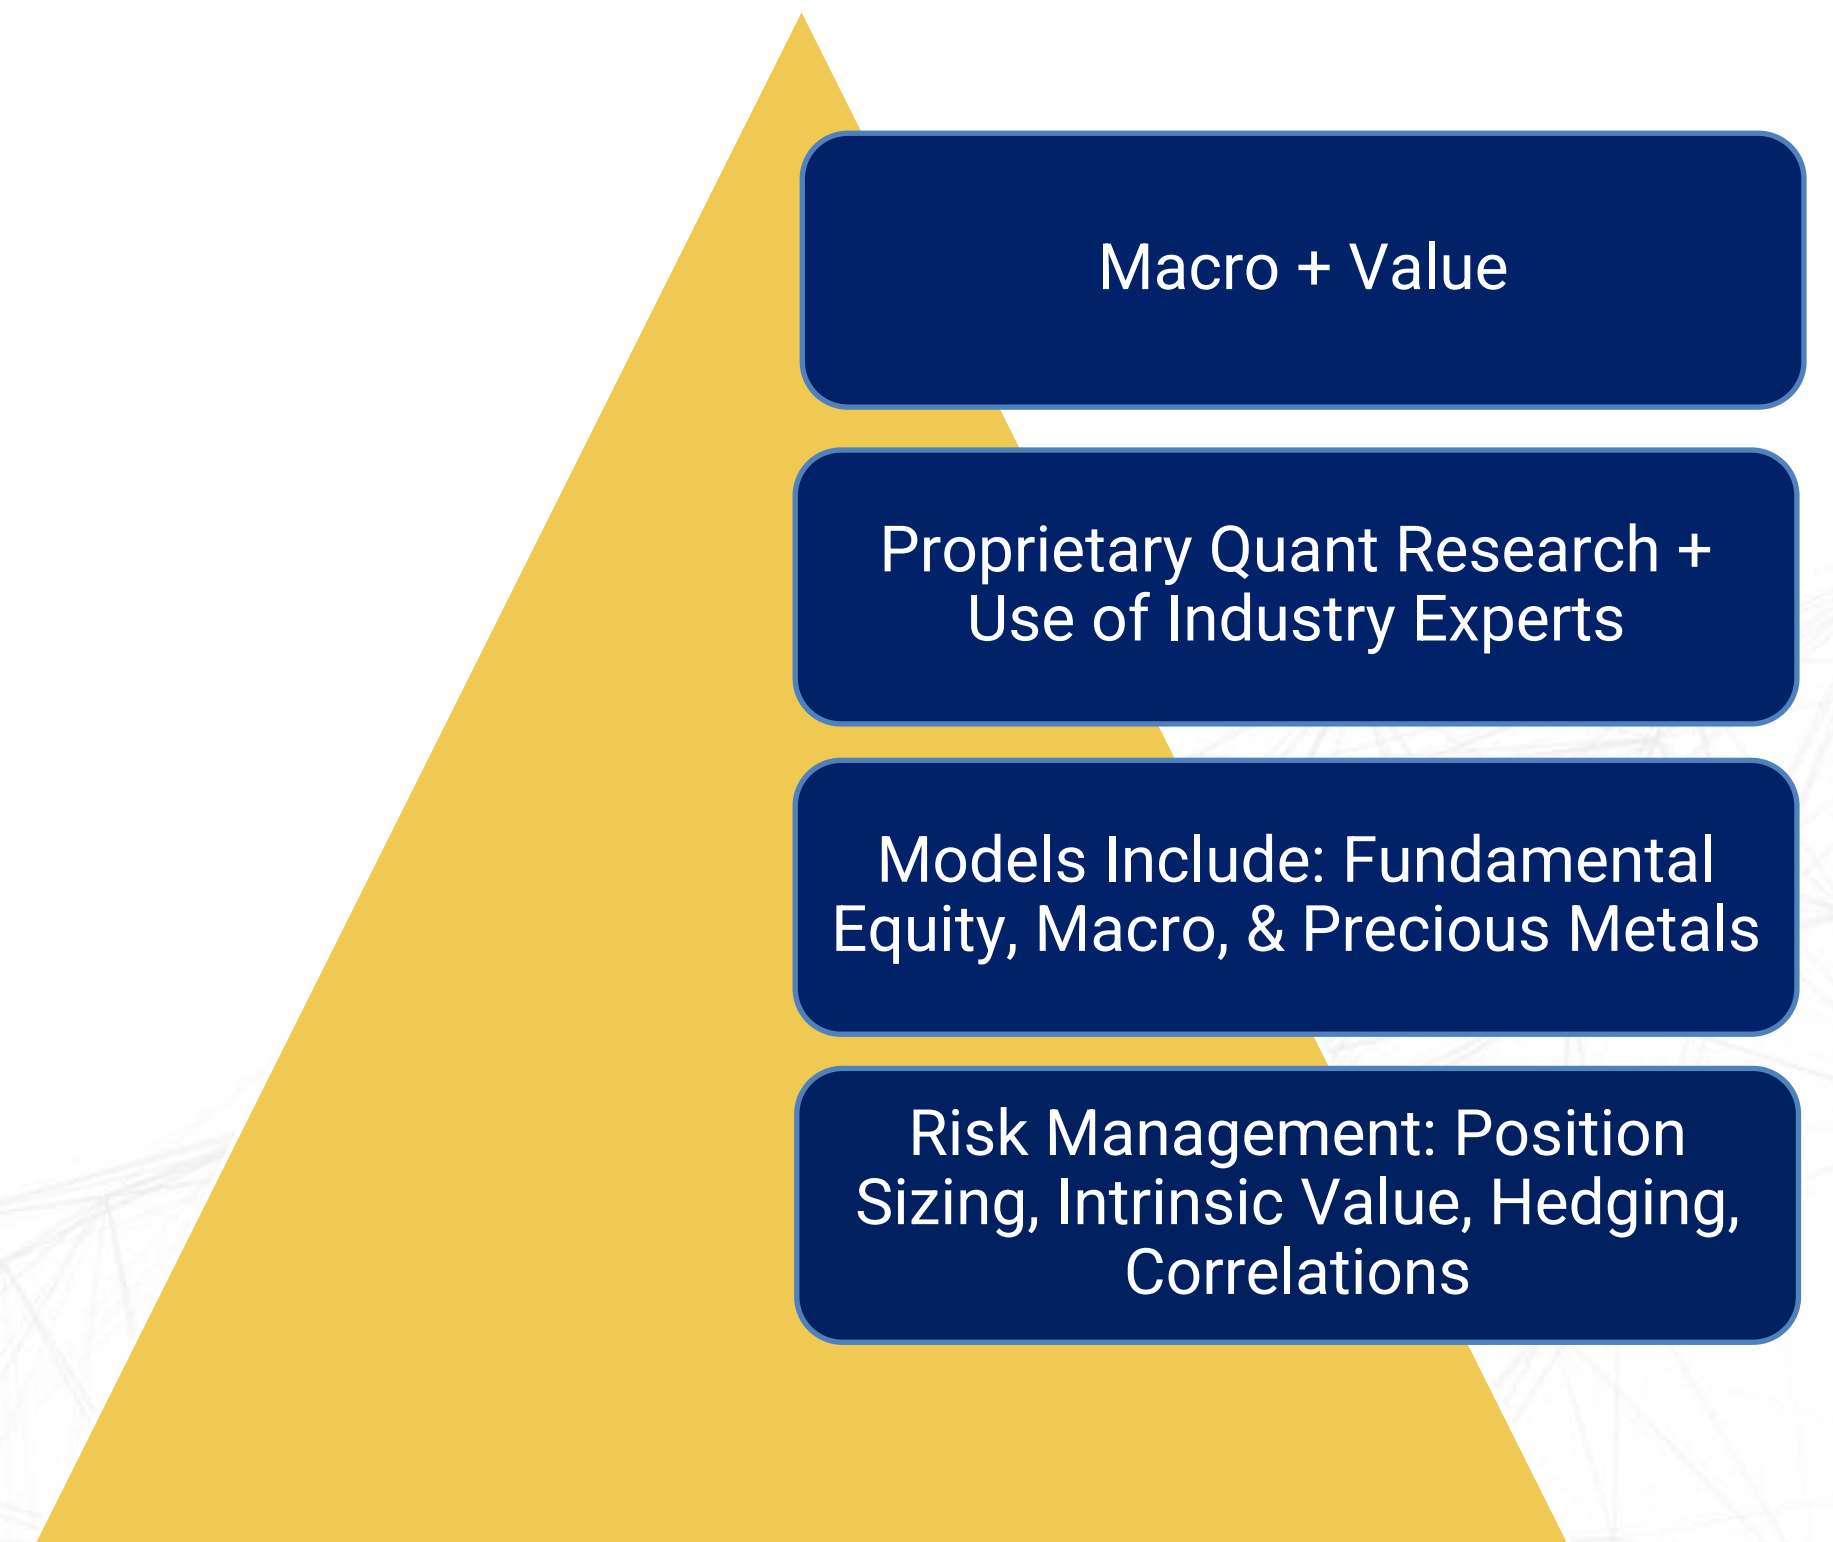 Macro + Value
Proprietary Quant Research +
Use of Industry Experts
Models Include: Fundamental
Equity, Macro, & Precious Metals
Risk Management: Position
Sizing, Intrinsic Value, Hedging,
Correlations